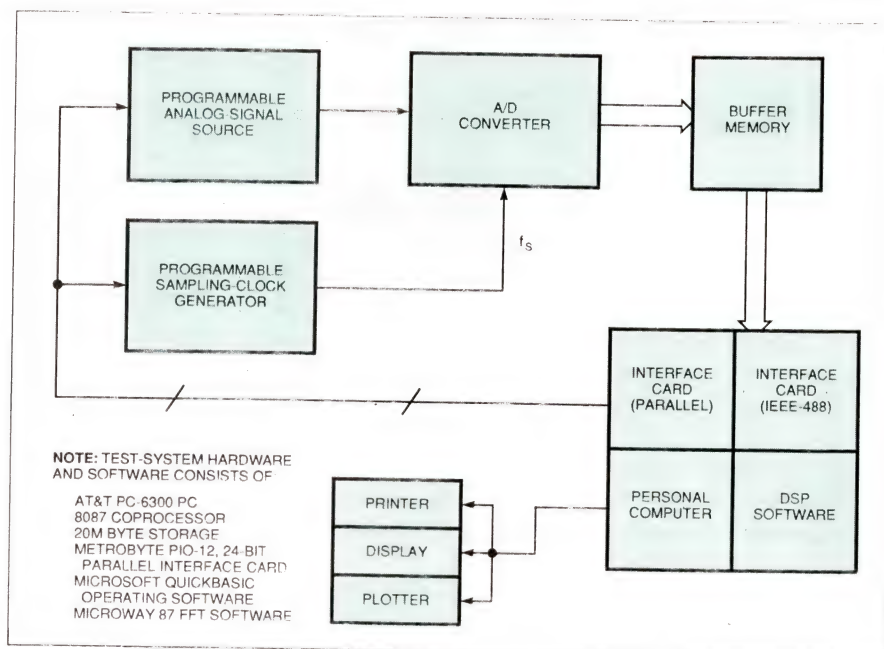 PROGRAMMABLE
ANALOG-SIGNAL
SOURCE
A/D
CONVERTER
BUFFER
MEMORY
fS
PROGRAMMABLE
SAMPLING-CLOCK
GENERATOR
INTERFACE
CARD
(PARALLEL)
INTERFACE
CARD
(IEEE-488)
PERSONAL
COMPUTER
DSP
SOFTWARE
PRINTER
DISPLAY
PLOTTER
NOTE: TEST-SYSTEM HARDWARE
AND SOFTWARE CONSISTS OF
AT&T PC-6300 PC
8087 COPROCESSOR
20M BYTE STORAGE
METROBYTE PIO-12, 24-BIT
PARALLEL INTERFACE CARD
MICROSOFT QUICKBASIC
OPERATING SOFTWARE
MICROWAY 87 FFT SOFTWARE